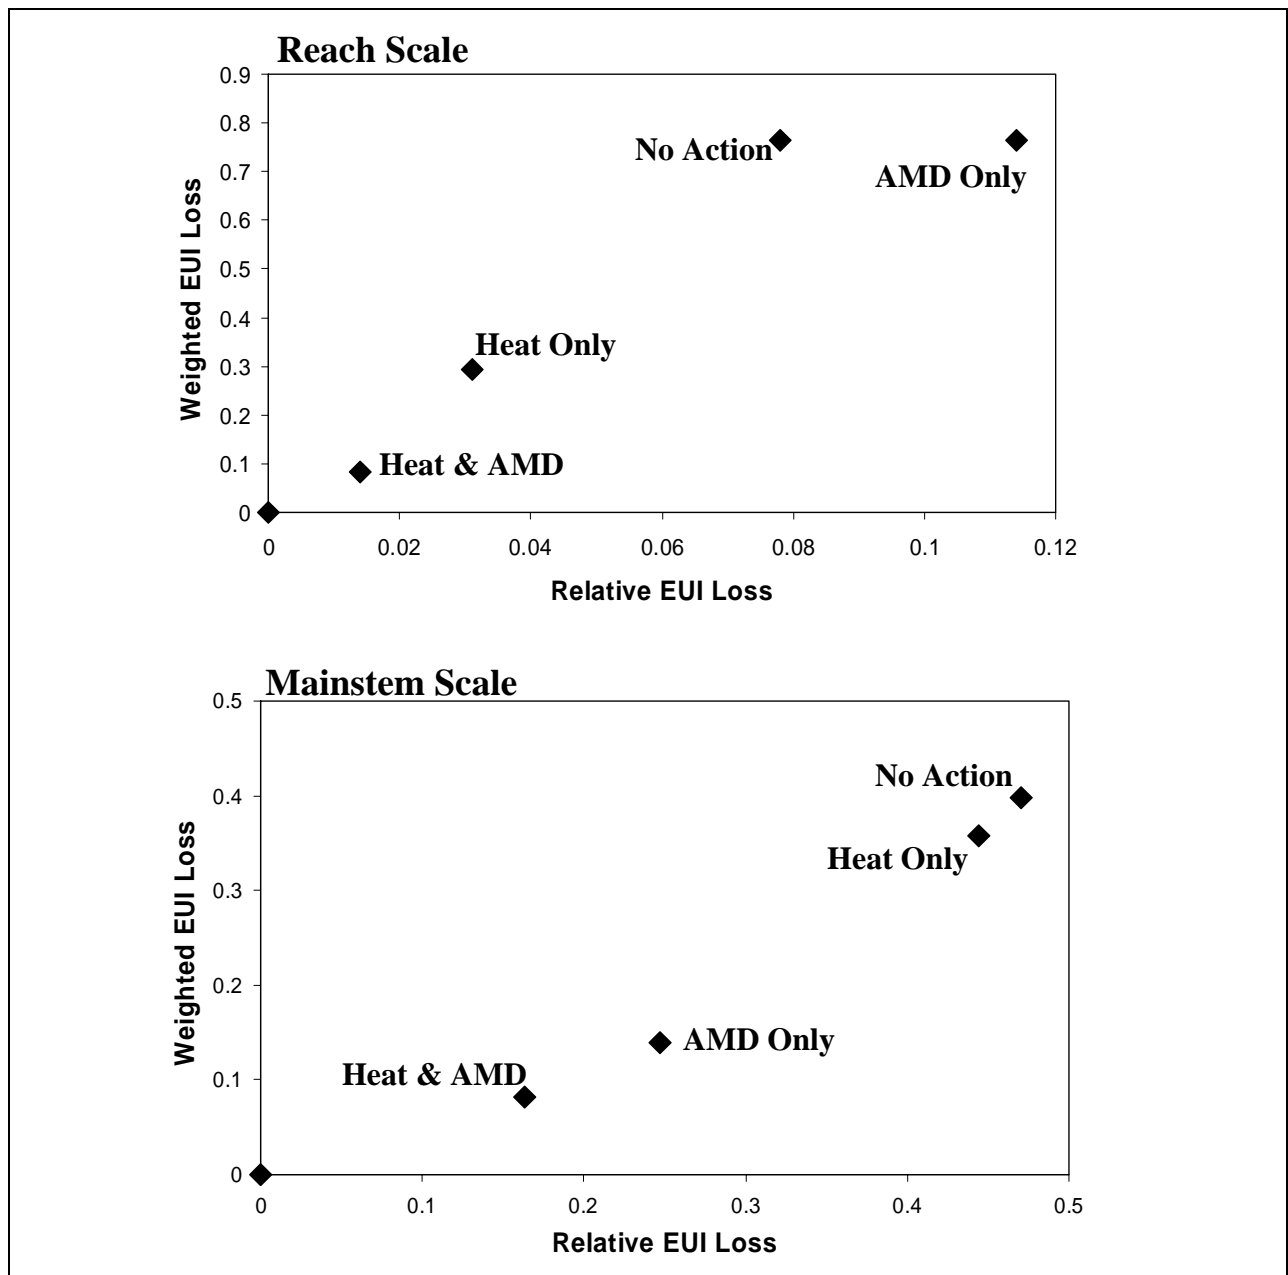 Reach Scale
0.9
0.8
0.7
0.6
0.5
0.4
0.3
0.2
0.1
0
Weighted EUI Loss
No Action
AMD Only
Heat Only
Heat & AMD
0 0.02 0.04 0.06 0.08 0.1 0.12
Relative EUI Loss
Mainstem Scale
0.5
0.4
0.3
0.2
0.1
0
Weighted EUI Loss
No Action
Heat Only
AMD Only
Heat & AMD
0 0.1 0.2 0.3 0.4 0.5
Relative EUI Loss